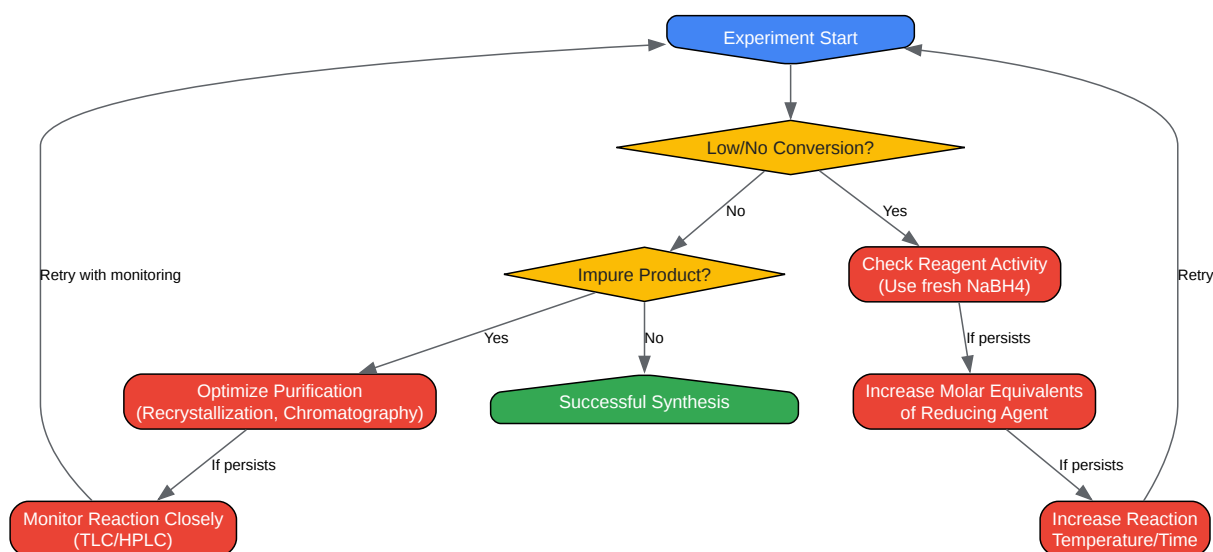 Experiment Start
Low/No Conversion?
No
Yes
Retry with monitoring
Impure Product?
Check Reagent Activity
(Use fresh NaBH4)
Retry
Yes
No
If persists
Optimize Purification
(Recrystallization, Chromatography)
Successful Synthesis
Increase Molar Equivalents
of Reducing Agent
If persists
If persists
Monitor Reaction Closely
(TLC/HPLC)
Increase Reaction
Temperature/Time